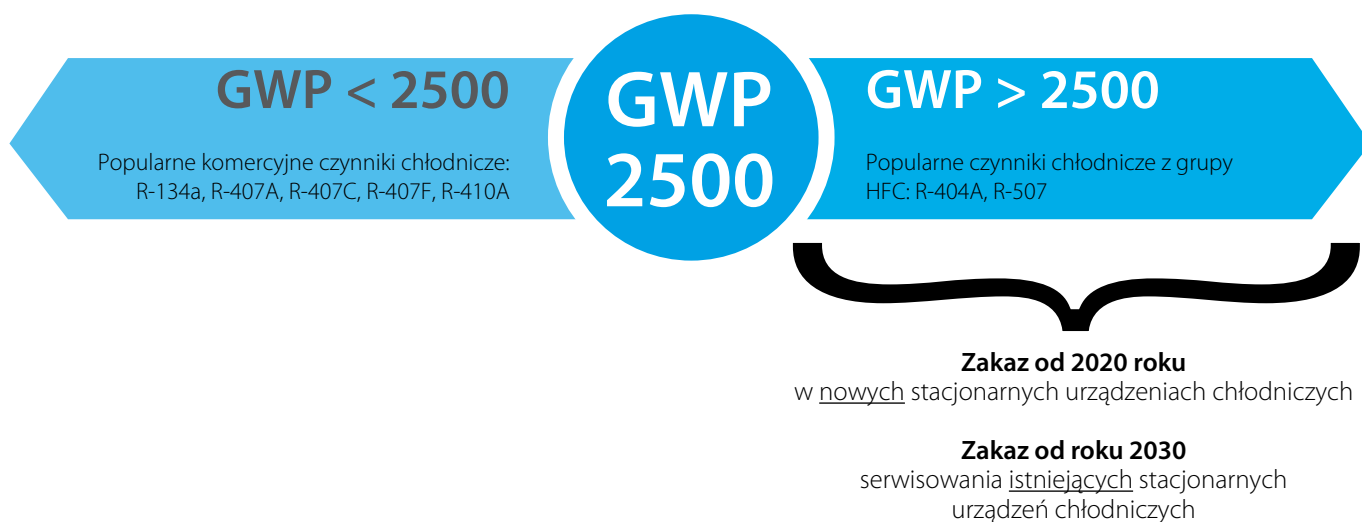 GWP < 2500
Popularne komercyjne czynniki chłodnicze:
R-134a, R-407A, R-407C, R-407F, R-410A
GWP
2500
GWP > 2500
Popularne czynniki chłodnicze z grupy
HFC: R-404A, R-507
Zakaz od 2020 roku
w nowych stacjonarnych urządzeniach chłodniczych
Zakaz od roku 2030
serwisowania istniejących stacjonarnych
urządzeń chłodniczych